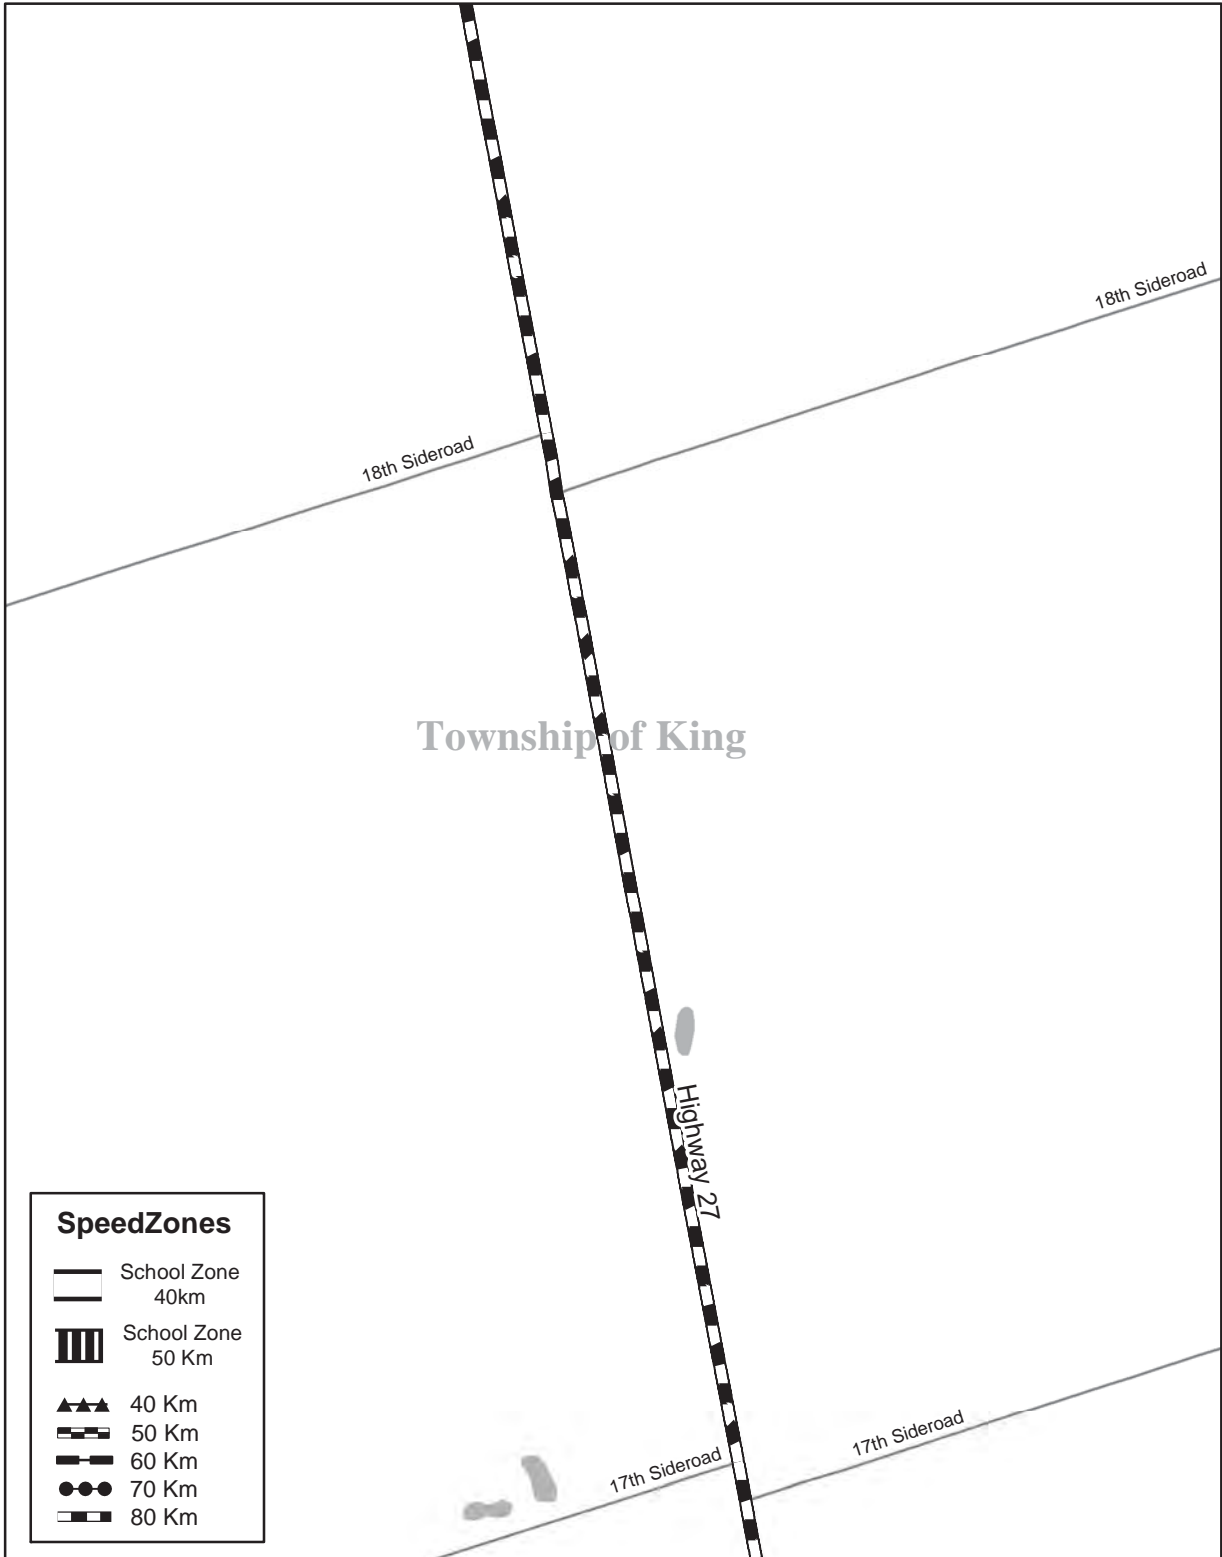 18th Sideroad
18th Sideroad
Township of King
Highway 27
SpeedZones
School Zone
40km
School Zone
50 Km
40 Km
50 Km
60 Km
70 Km
80 Km
17th Sideroad
17th Sideroad